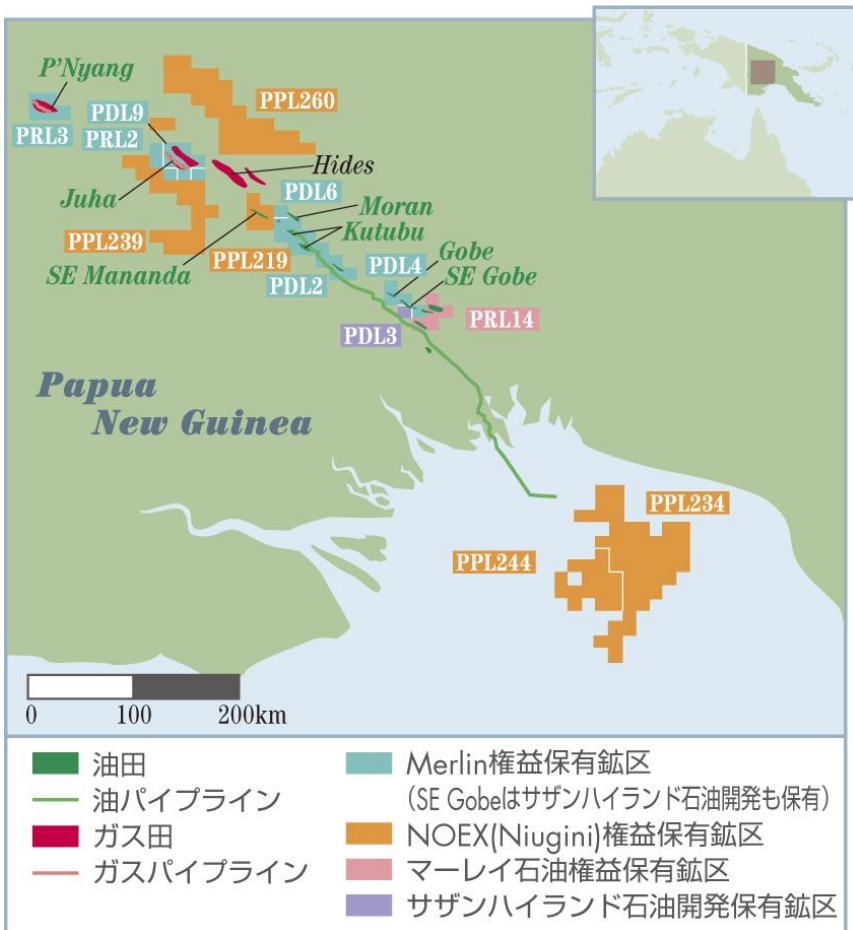 P'Nyang
PPL260
PDL9
PRL3
PRL2
Hides
Juha
PDL6
Moran
Kutubu
PPL239
SE Mananda
PPL219
PDL2
PDL4
Gobe
SE Gobe
PDL3
PRL14
Papua
New Guinea
PPL234
PPL244
0 100 200km
油田
油パイプライン
ガス田
ガスパイプライン
Merlin権益保有鉱区
（SE Gobeはサザンハイランド石油開発も保有）
NOEX(Niugini)権益保有鉱区
マーレイ石油権益保有鉱区
サザンハイランド石油開発保有鉱区